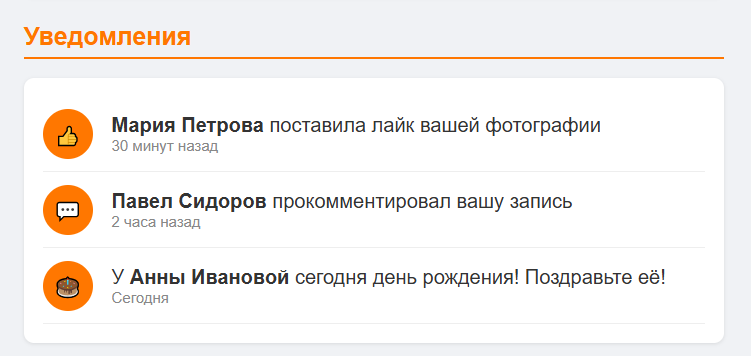 Уведомления
Мария Петрова поставила лайк вашей фотографии
30 минут назад
Павел Сидоров прокомментировал вашу запись
2 часа назад
У Анны Ивановой сегодня день рождения! Поздравьте её!
Сегодня